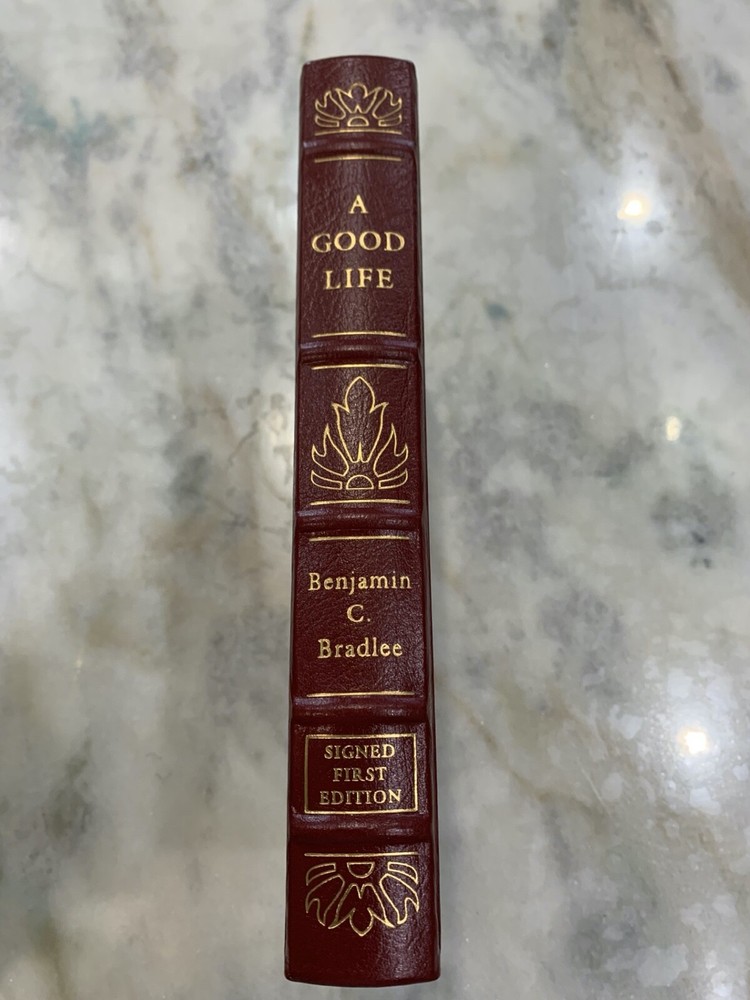 A
GOOD
LIFE
Benjamin
C.
Bradlee
SIGNED
FIRST
EDITION